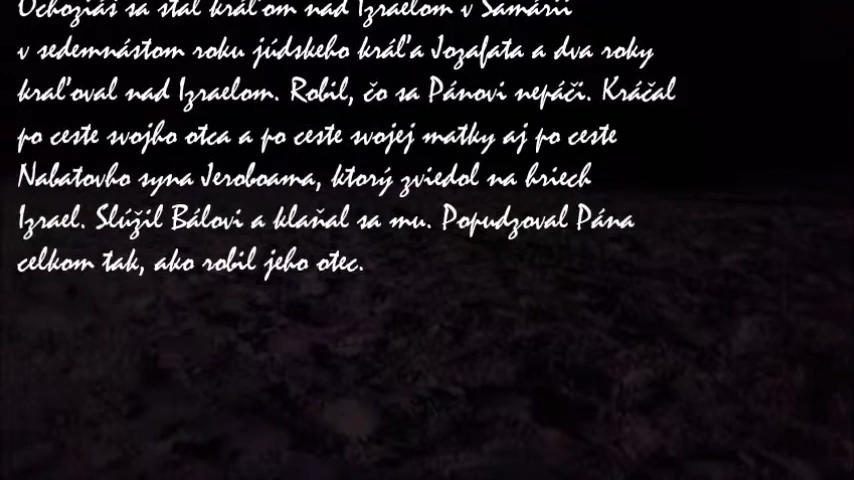 Ochoziáš sa stal kráľom nad Izraelom v Samárii
v sedemnástom roku júdskeho kráľa Jozafata a dva roky
kraľoval nad Izraelom. Robil, čo sa Pánovi nepáči. Kráčal
po ceste svojho otca a po ceste svojej matky aj po ceste
Nabatovho syna Jeroboama, ktorý zviedol na hriech
Izrael. Slúžil Bálovi a klaňal sa mu. Popudzoval Pána
celkom tak, ako robil jeho otec.